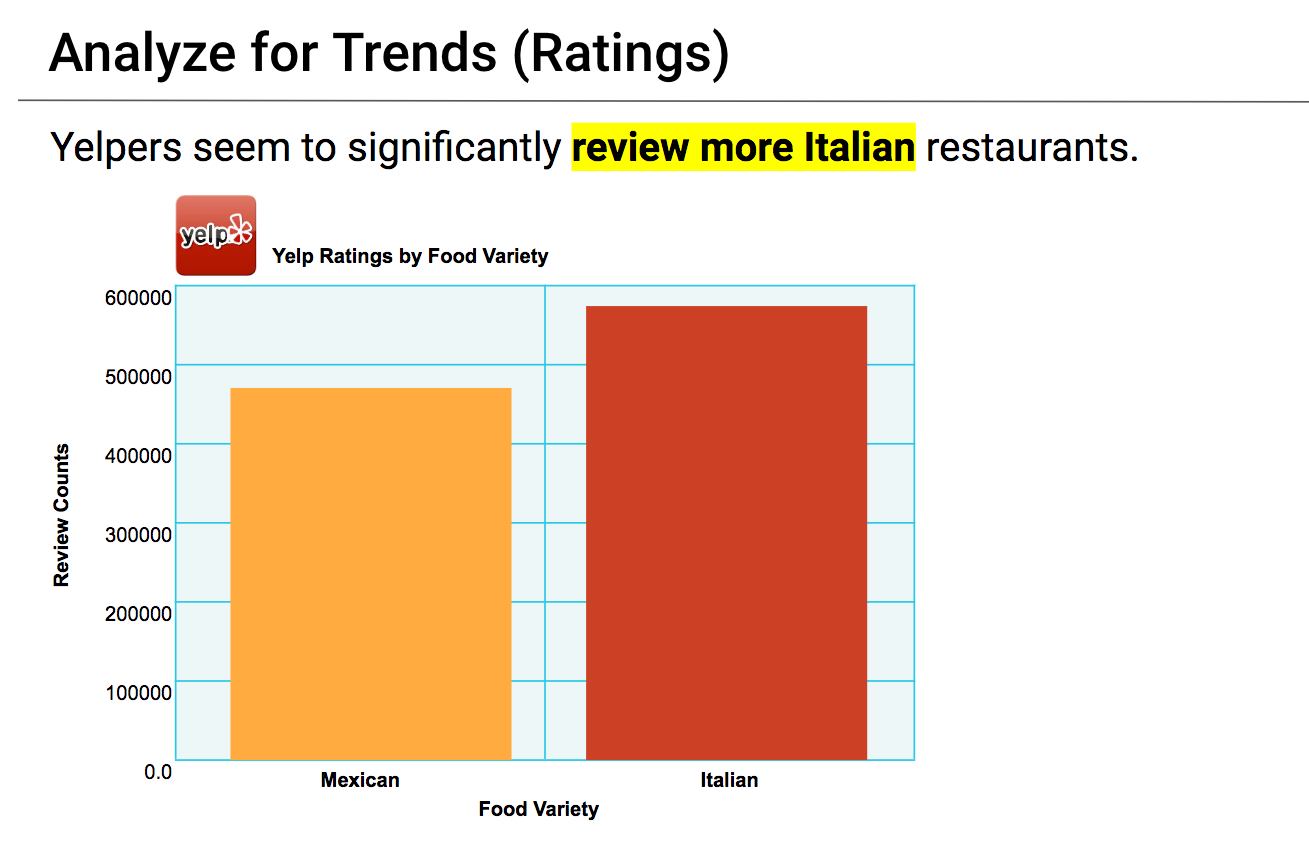 Analyze for Trends (Ratings)
Yelpers seem to significantly review more Italian restaurants.
yelp
Yelp Ratings by Food Variety
600000
500000
400000
300000
200000
100000
0.0
Review Counts
Mexican
Italian
Food Variety